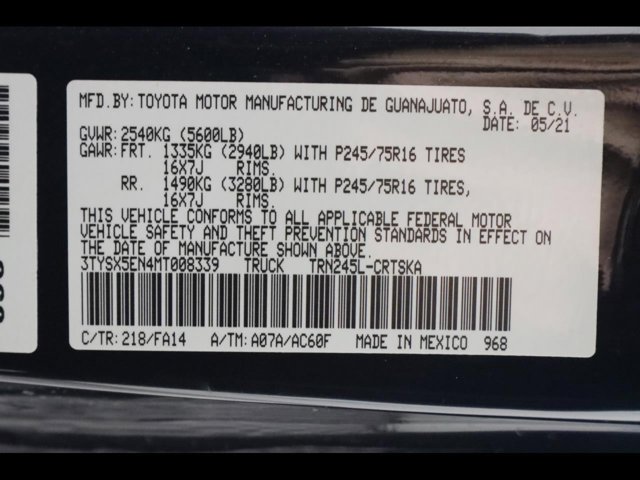 MFD.BY: TOYOTA MOTOR MANUFACTURING DE GUANAJUATO, S.A. DE C.V.
DATE: 05/21
GVWR: 2540KG (5600LB)
GAWR: FRT. 1335KG (2940LB) WITH P245/75R16 TIRES
16X7J RIMS.
RR. 1490KG (3280LB) WITH P245/75R16 TIRES,
16X7J RIMS.
THIS VEHICLE CONFORMS TO ALL APPLICABLE FEDERAL MOTOR
VEHICLE SAFETY AND THEFT PREVENTION STANDARDS IN EFFECT ON
THE DATE OF MANUFACTURE SHOWN ABOVE.
3TYSX5EN4MT008339 TRUCK TRN245L-CRTSKA
C/TR: 218/FA14 A/TM: A07A/AC60F MADE IN MEXICO 968